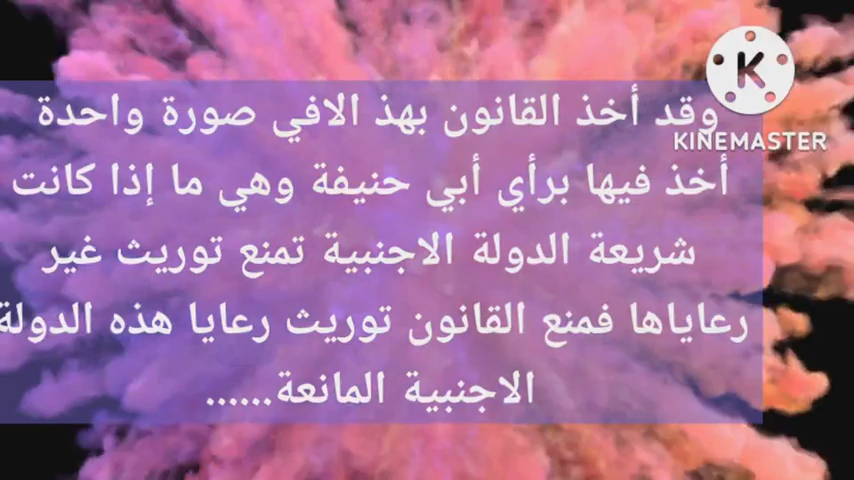 وقد أخذ القانون بهذ الافي صورة واحدة
أخذ فيها برأي أبي حنيفة وهي ما إذا كانت
شريعة الدولة الاجنبية تمنع توريث غير
رعاياها فمنع القانون توريث رعايا هذه الدولة
الاجنبية المانعة......
K
KINEMASTER